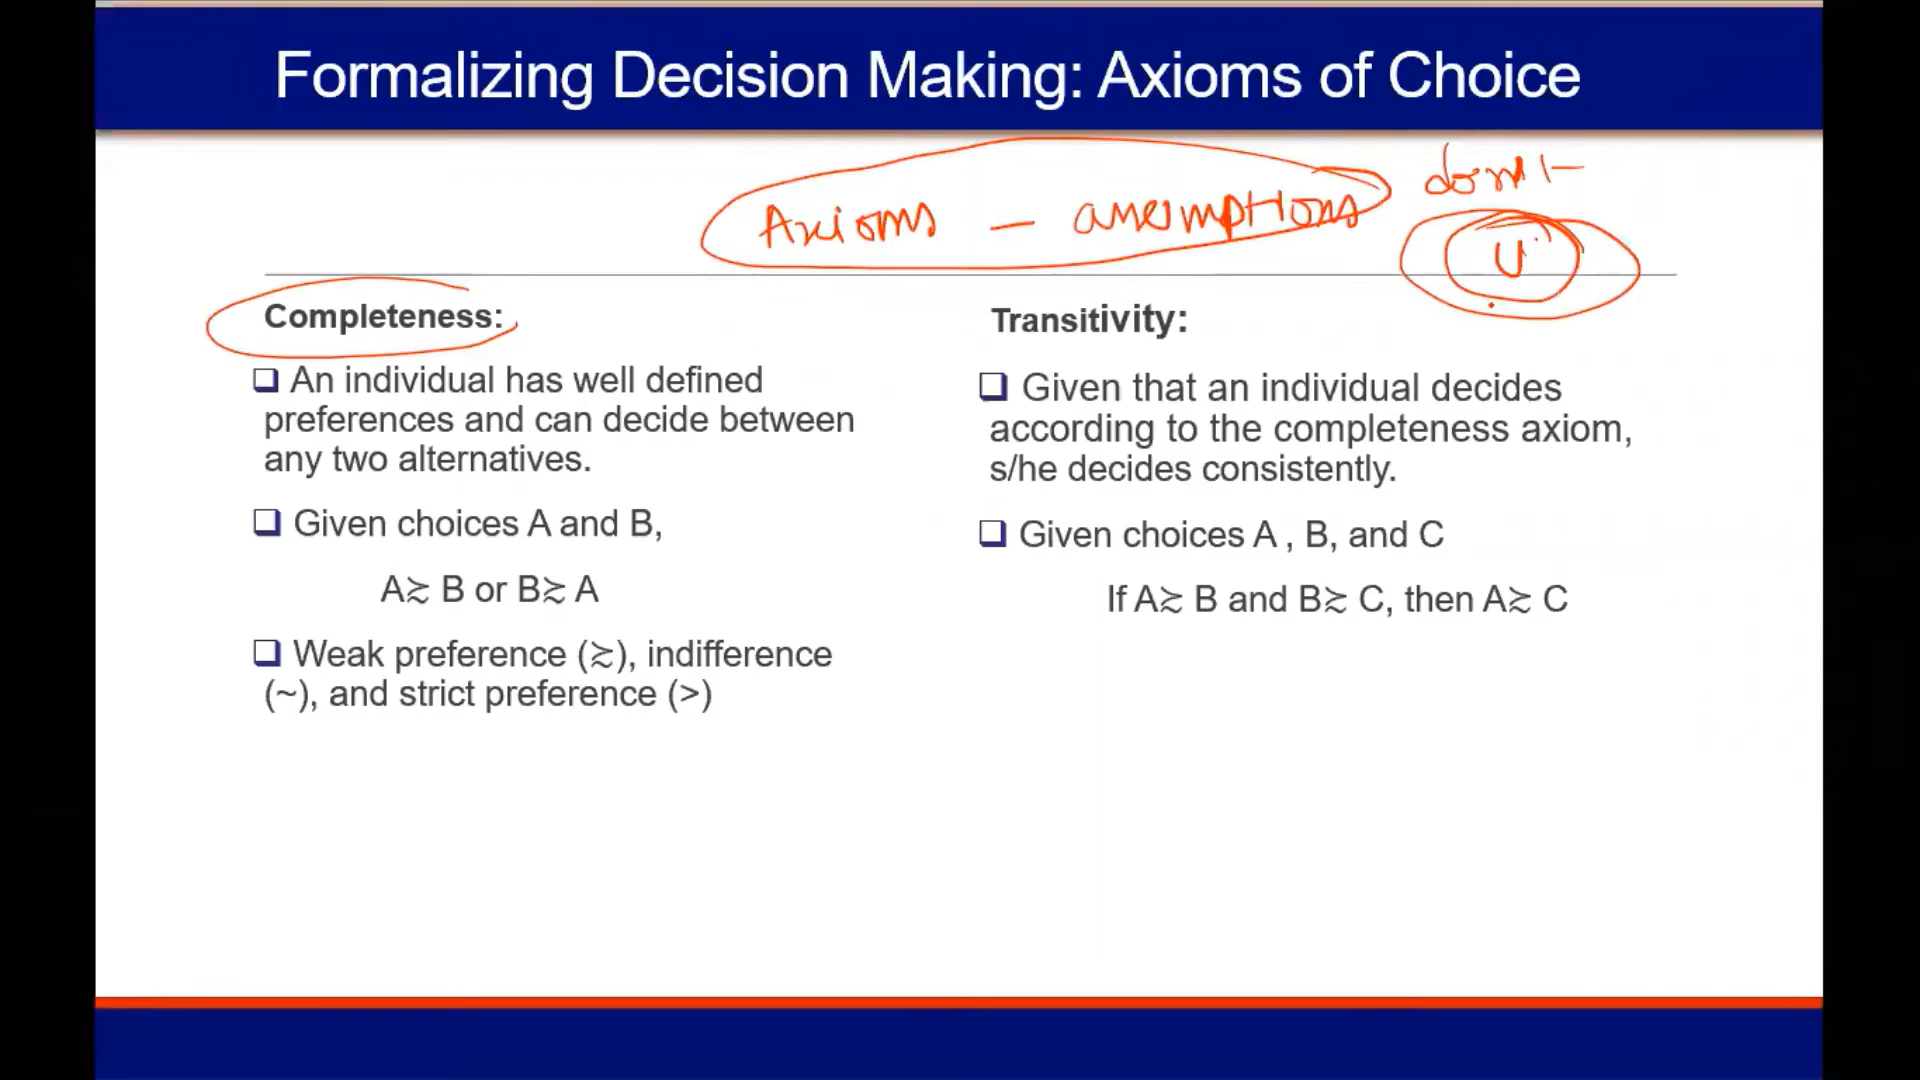 Formalizing Decision Making: Axioms of Choice
Axioms - assumptions
U
Completeness:
❑ An individual has well defined
preferences and can decide between
any two alternatives.
❑ Given choices A and B,
A≿ B or B≿ A
❑ Weak preference (≿), indifference
(~), and strict preference (>)
Transitivity:
❑ Given that an individual decides
according to the completeness axiom,
s/he decides consistently.
❑ Given choices A , B, and C
If A≿ B and B≿ C, then A≿ C